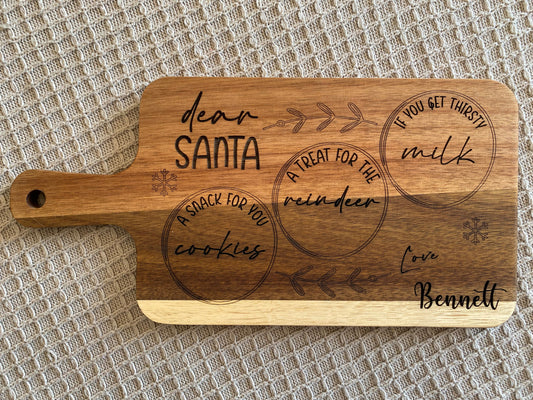 dear
SANTA
IF YOU GET THIRSTY
milk
A TREAT FOR THE
reindeer
A SNACK FOR YOU
cookies
Love
Bennett